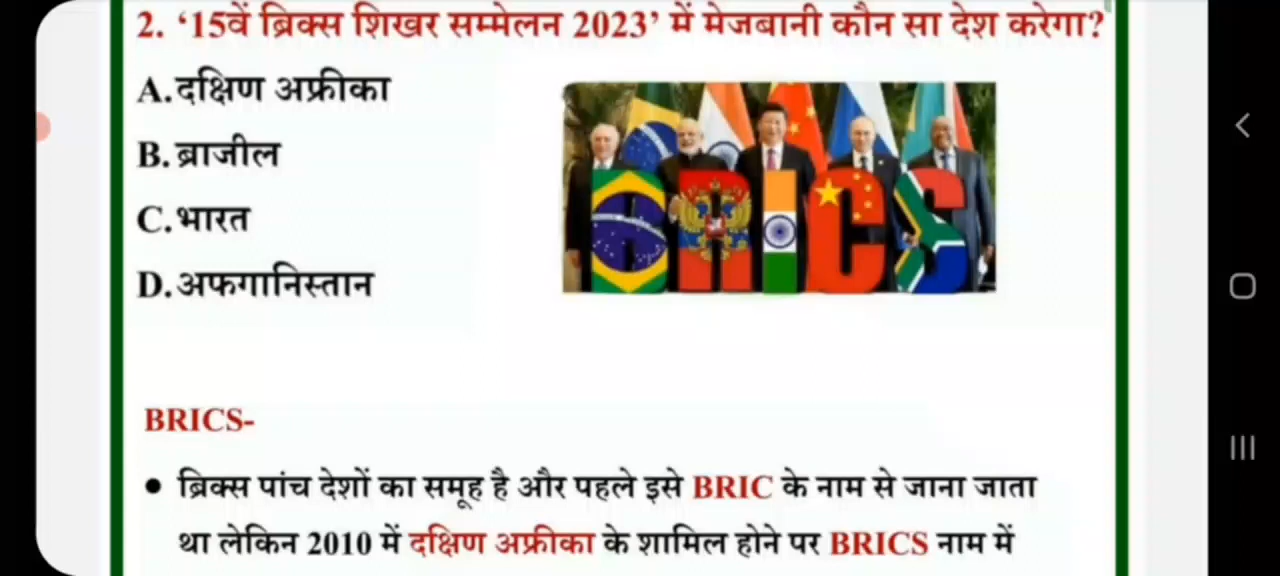 2. ‘15वें ब्रिक्स शिखर सम्मेलन 2023’ में मेजबानी कौन सा देश करेगा?
A.दक्षिण अफ्रीका
B.ब्राजील
C.भारत
D.अफगानिस्तान
BRICS
BRICS-
• ब्रिक्स पांच देशों का समूह है और पहले इसे BRIC के नाम से जाना जाता
था लेकिन 2010 में दक्षिण अफ्रीका के शामिल होने पर BRICS नाम में